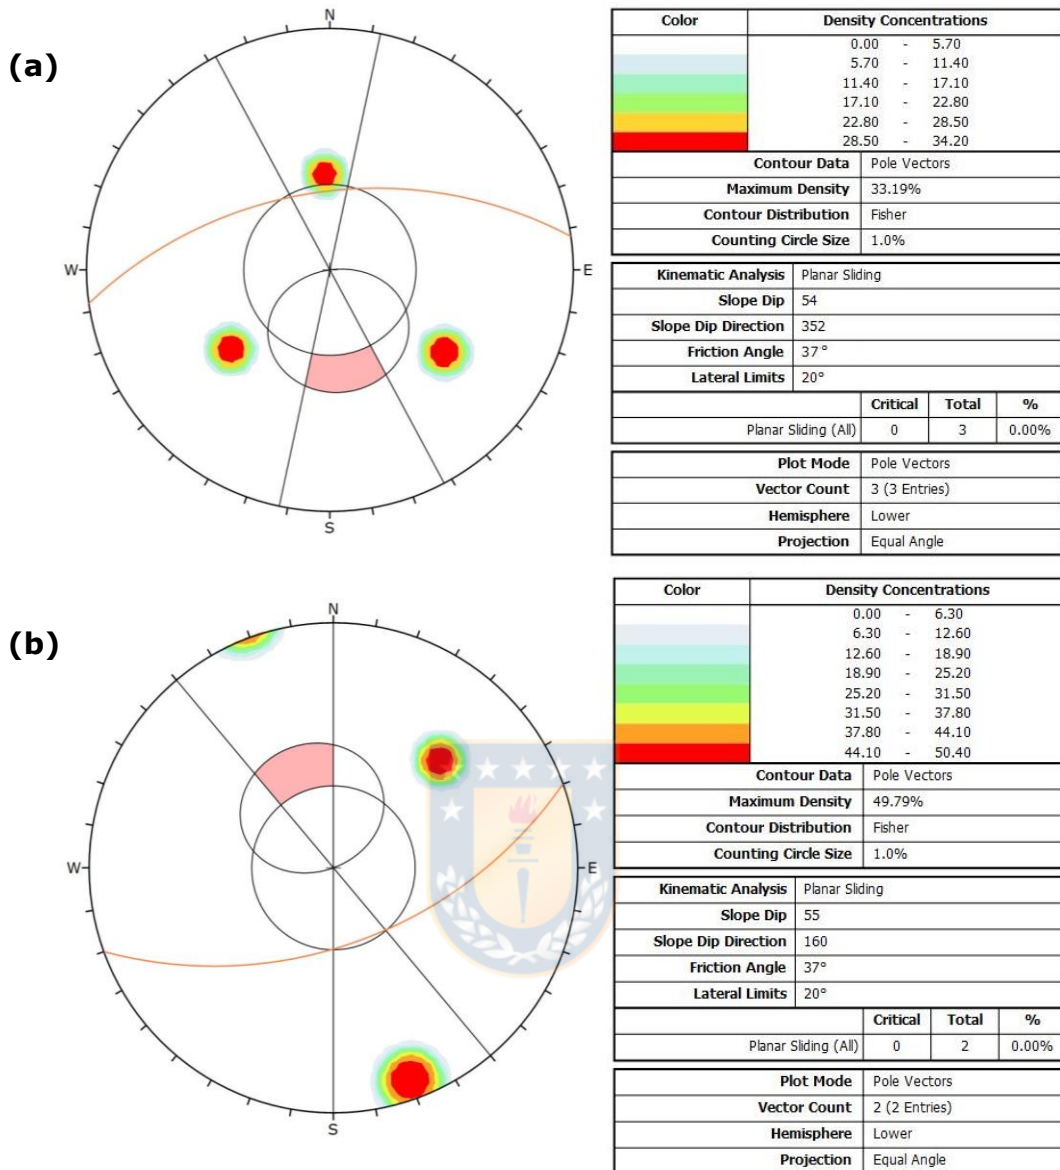 (a)
N
W
E
S
Color Density Concentrations
0.00 - 5.70
5.70 - 11.40
11.40 - 17.10
17.10 - 22.80
22.80 - 28.50
28.50 - 34.20
Contour Data Pole Vectors
Maximum Density 33.19%
Contour Distribution Fisher
Counting Circle Size 1.0%
Kinematic Analysis Planar Sliding
Slope Dip 54
Slope Dip Direction 352
Friction Angle 37°
Lateral Limits 20°
Critical Total %
Planar Sliding (All) 0 3 0.00%
Plot Mode Pole Vectors
Vector Count 3 (3 Entries)
Hemisphere Lower
Projection Equal Angle
(b)
N
W
E
S
Color Density Concentrations
0.00 - 6.30
6.30 - 12.60
12.60 - 18.90
18.90 - 25.20
25.20 - 31.50
31.50 - 37.80
37.80 - 44.10
44.10 - 50.40
Contour Data Pole Vectors
Maximum Density 49.79%
Contour Distribution Fisher
Counting Circle Size 1.0%
Kinematic Analysis Planar Sliding
Slope Dip 55
Slope Dip Direction 160
Friction Angle 37°
Lateral Limits 20°
Critical Total %
Planar Sliding (All) 0 2 0.00%
Plot Mode Pole Vectors
Vector Count 2 (2 Entries)
Hemisphere Lower
Projection Equal Angle